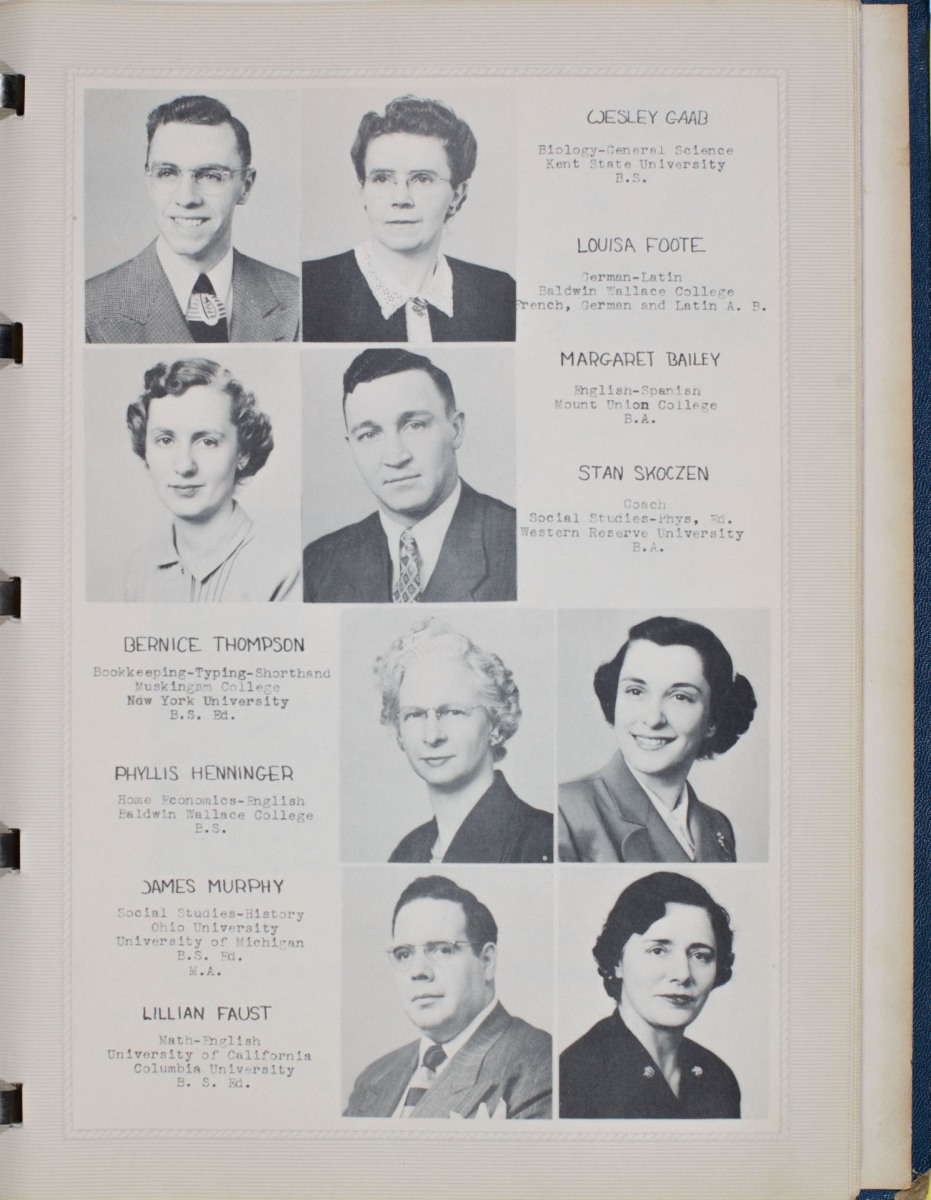 WESLEY GAAB
Biology-General Science
Kent State University
B.S.
LOUISA FOOTE
German-Latin
Baldwin Wallace College
French, German and Latin A. B.
MARGARET BAILEY
English-Spanish
Mount Union College
B.A.
STAN SKOCZEN
Coach
Social Studies-Phys, Ed.
Western Reserve University
B.A.
BERNICE THOMPSON
Bookkeeping-Typing-Shorthand
Muskingam College
New York University
B.S. Ed.
PHYLLIS HENNINGER
Home Economics-English
Baldwin Wallace College
B.S.
JAMES MURPHY
Social Studies-History
Ohio University
University of Michigan
B.S. Ed.
M.A.
LILLIAN FAUST
Math-English
University of California
Columbia University
B. S. Ed.